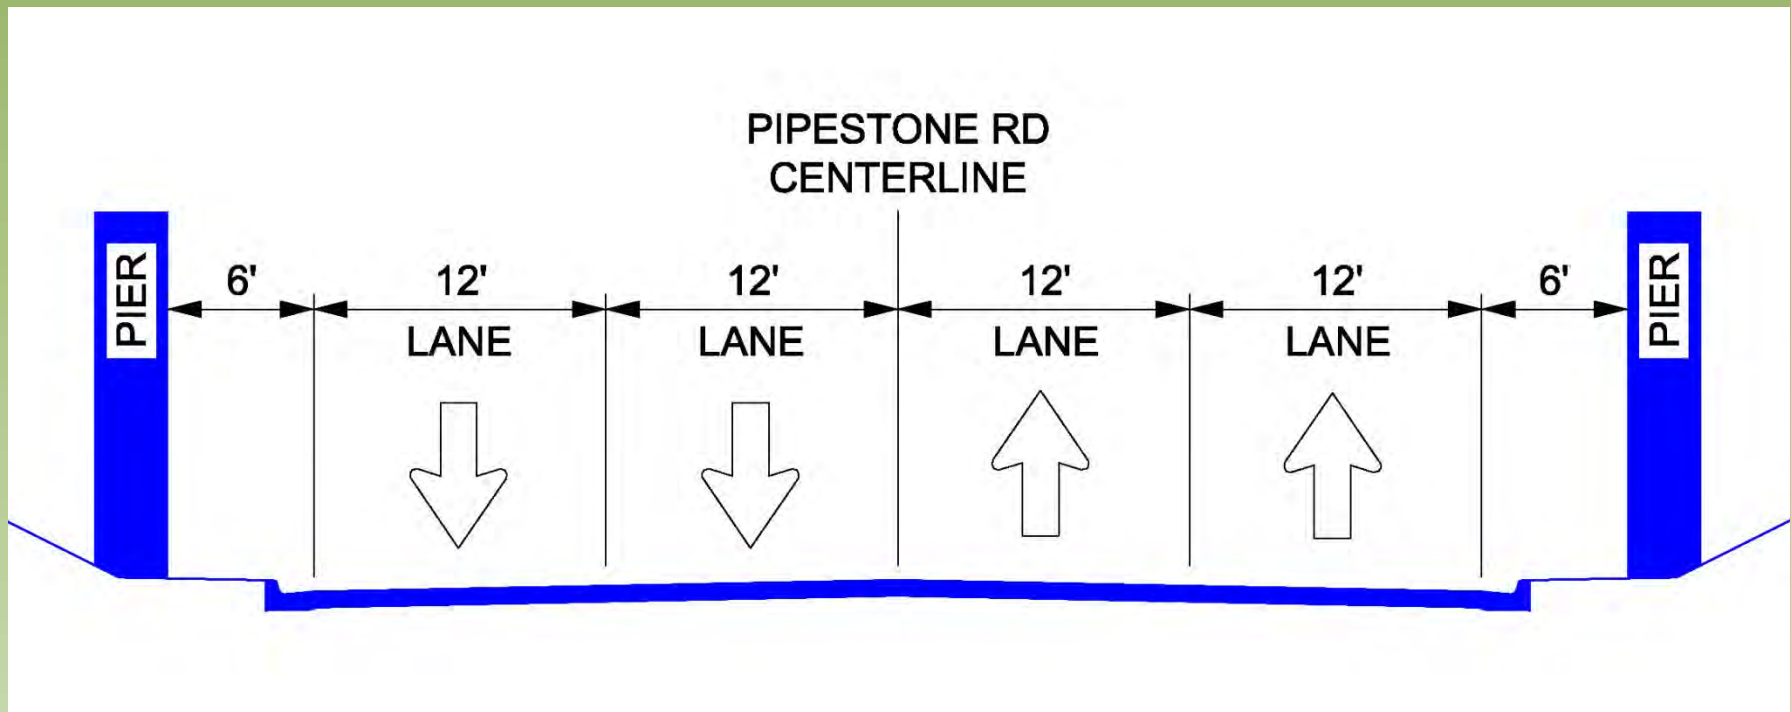 PIPESTONE RD
CENTERLINE
PIER
6'
12'
12'
12'
12'
6'
PIER
LANE
LANE
LANE
LANE